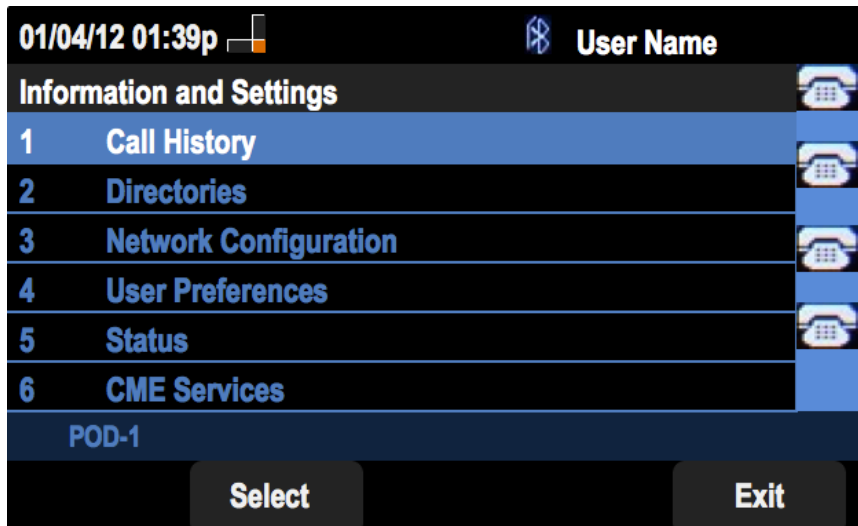 01/04/12 01:39p User Name
Information and Settings
1 Call History
2 Directories
3 Network Configuration
4 User Preferences
5 Status
6 CME Services
POD-1
Select Exit